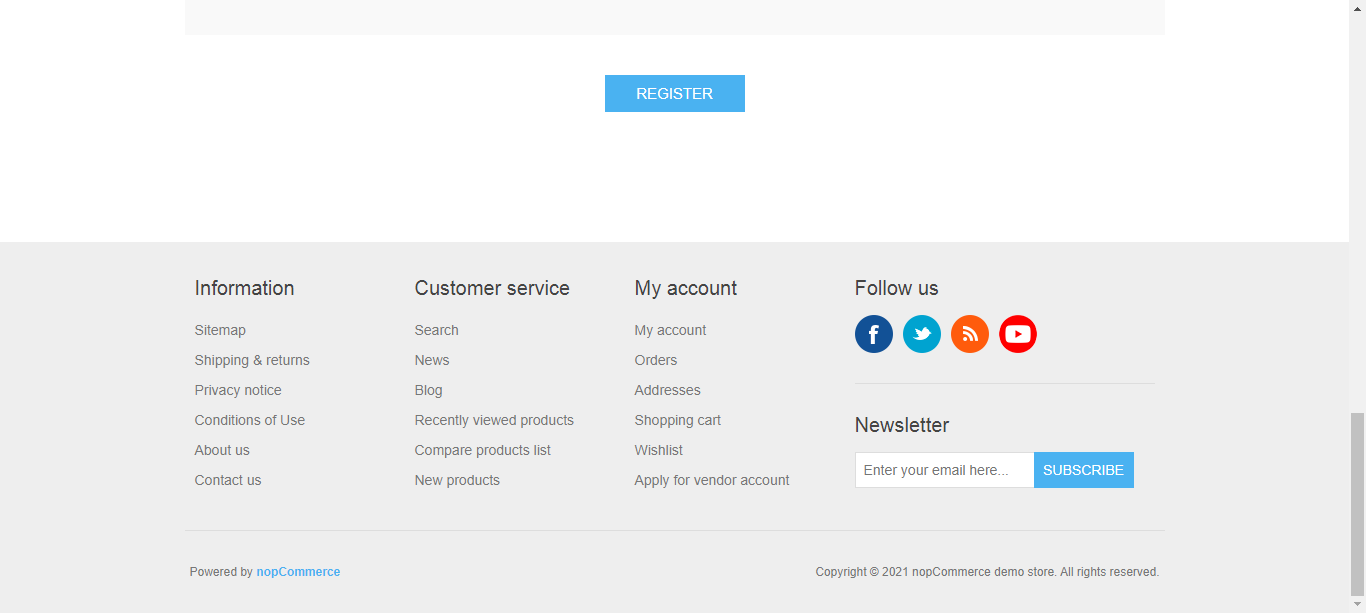 REGISTER
Information
Sitemap
Shipping & returns
Privacy notice
Conditions of Use
About us
Contact us
Customer service
Search
News
Blog
Recently viewed products
Compare products list
New products
My account
My account
Orders
Addresses
Shopping cart
Wishlist
Apply for vendor account
Follow us
Newsletter
Enter your email here... SUBSCRIBE
Powered by nopCommerce
Copyright © 2021 nopCommerce demo store. All rights reserved.